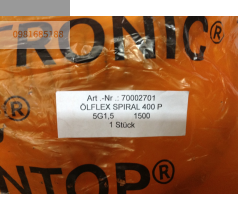 0981685188
RONIC®
Art .-Nr .: 70002701
ÖLFLEX SPIRAL 400 P
5G1,5 1500
1 Stück
NTOP®